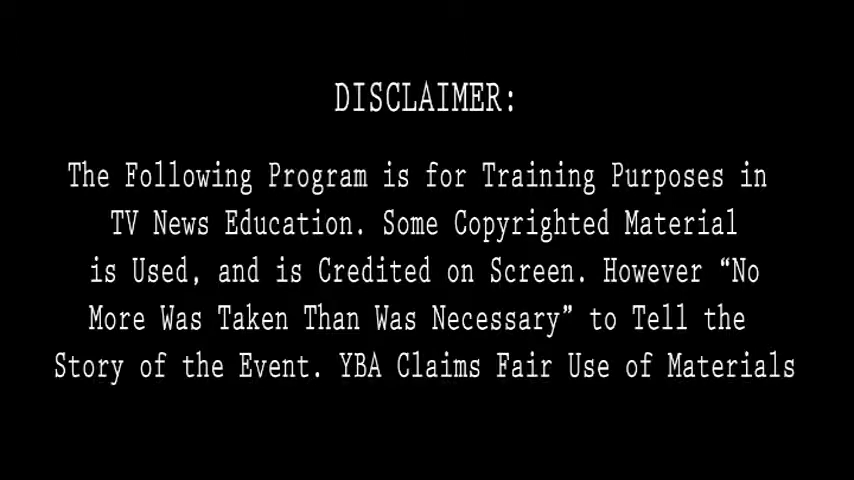 DISCLAIMER:
The Following Program is for Training Purposes in
TV News Education. Some Copyrighted Material
is Used, and is Credited on Screen. However “No
More Was Taken Than Was Necessary” to Tell the
Story of the Event. YBA Claims Fair Use of Materials